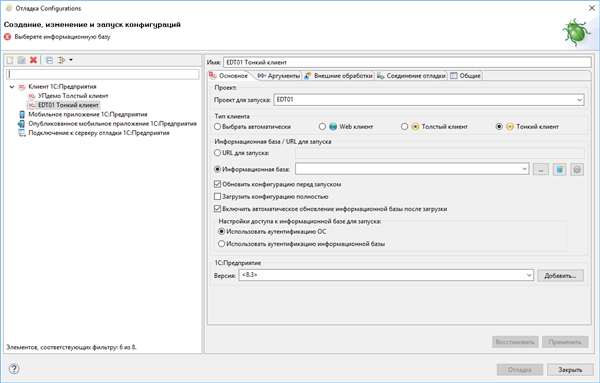 Отладка Configurations
Создание, изменение и запуск конфигураций
Выберете информационную базу
Клиент 1С:Предприятия
УПдемо Толстый клиент
EDT01 Тонкий клиент
Мобильное приложение 1С:Предприятия
Опубликованное мобильное приложение 1С:Предприятия
Подключение к серверу отладки 1С:Предприятия
Элементов, соответствующих фильтру: 6 из 8.
Имя: EDT01 Тонкий клиент
Основное Аргументы Внешние обработки Соединение отладки Общие
Проект:
Проект для запуска: EDT01
Тип клиента
Выбрать автоматически Web клиент Толстый клиент Тонкий клиент
Информационная база / URL для запуска
URL для запуска:
Информационная база: ...
Обновить конфигурацию перед запуском
Загрузить конфигурацию полностью
Включить автоматическое обновление информационной базы после загрузки
Настройки доступа к информационной базе для запуска:
Использовать аутентификацию ОС
Использовать аутентификацию информационной базы
1С:Предприятие
Версия: <8.3> Добавить...
Восстановить Применить
Отладка Закрыть